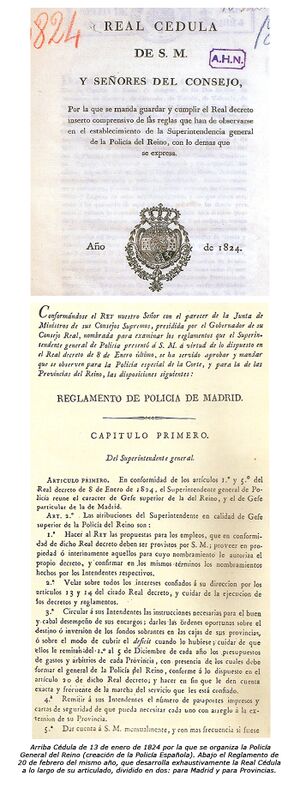 1824
REAL CEDULA
DE S. M.
A.H.N.
Y SEÑORES DEL CONSEJO,
Por la que se manda guardar y cumplir el Real decreto
inserto comprensivo de las reglas que han de observarse
en el establecimiento de la Superintendencia general
de la Policía del Reino, con lo demas que
se expresa.
Año de 1824.
Conformándose el REY nuestro Señor con el parecer de la Junta de
Ministros de sus Consejos Supremos, presidida por el Gobernador de su
Consejo Real, nombrada para examinar los reglamentos que el Superin-
tendente general de Policía presentó á S. M. á virtud de lo dispuesto en
el Real decreto de 8 de Enero último, se ha servido aprobar y mandar
que se observen para la Policía especial de la Corte, y para la de las
Provincias del Reino, las disposiciones siguientes:
REGLAMENTO DE POLICIA DE MADRID.
CAPITULO PRIMERO.
Del Superintendente general.
ARTICULO PRIMERO. En conformidad de los artículos 1.º y 5.º del
Real decreto de 8 de Enero de 1824, el Superintendente general de Po-
licía reune el caracter de Gefe superior de la del Reino, y el de Gefe
particular de la de Madrid.
ART. 2.º Las atribuciones del Superintendente en calidad de Gefe
superior de la Policía del Reino son:
1.º Hacer al REY las propuestas para los empleos, que en conformi-
dad de dicho Real decreto deben ser provistos por S. M.; proveer en pro-
piedad ó interinamente aquellos para cuyo nombramiento le autoriza el
propio decreto, y confirmar en los mismos términos los nombramientos
hechos por los Intendentes respectivos.
2.º Velar sobre todos los intereses confiados á su direccion por los
artículos 13 y 14 del citado Real decreto, y cuidar de la ejecucion de
los decretos y reglamentos.
3.º Circular á sus Intendentes las instrucciones necesarias para el buen
y cabal desempeño de sus encargos; darles las órdenes oportunas sobre el
destino ó inversion de los fondos sobrantes en las cajas de sus provincias,
ó sobre el modo de cubrir el deficit cuando lo hubiere; cuidar de que
ellos le remitan del 1.º al 5 de Diciembre de cada año los presupuestos
de gastos y arbitrios de cada Provincia, con presencia de los cuales debe
formar el general de la Policía del Reino, conforme á lo dispuesto en el
artículo 20 de dicho Real decreto; y hacer en fin que le den cuenta
exacta y frecuente de la marcha del servicio que les está confiado.
4.º Remitir á sus Intendentes el número de pasaportes impresos y
cartas de seguridad de que pueda necesitar cada uno con arreglo á la ex-
tension de su Provincia.
5.º Dar cuenta á S. M. mensualmente, y con mas frecuencia si fuese
Arriba Cédula de 13 de enero de 1824 por la que se organiza la Policía
General del Reino (creación de la Policía Española). Abajo el Reglamento de
20 de febrero del mismo año, que desarrolla exhaustivamente la Real Cédula
a lo largo de su articulado, dividido en dos: para Madrid y para Provincias.